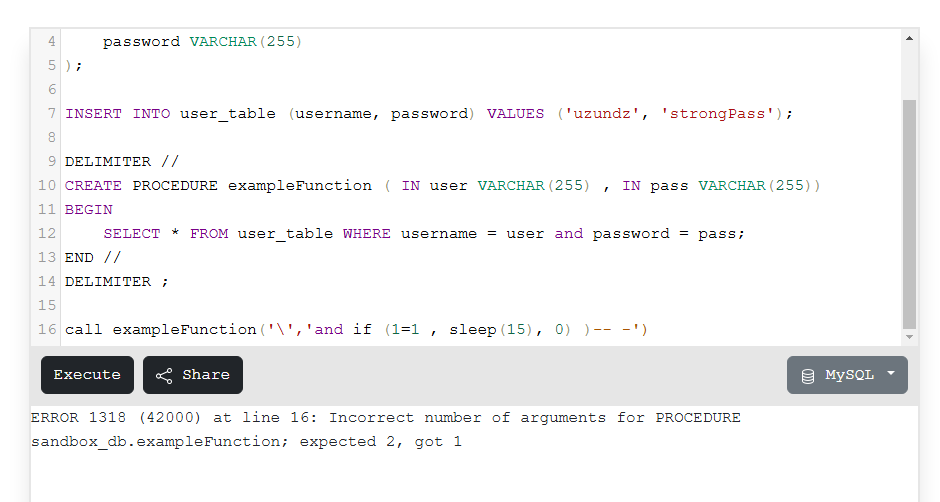 4     password VARCHAR(255)
5 );
6
7 INSERT INTO user_table (username, password) VALUES ('uzundz', 'strongPass');
8
9 DELIMITER //
10 CREATE PROCEDURE exampleFunction ( IN user VARCHAR(255) , IN pass VARCHAR(255))
11 BEGIN
12     SELECT * FROM user_table WHERE username = user and password = pass;
13 END //
14 DELIMITER ;
15
16 call exampleFunction('\','and if (1=1 , sleep(15), 0) )-- -')
Execute Share MySQL
ERROR 1318 (42000) at line 16: Incorrect number of arguments for PROCEDURE
sandbox_db.exampleFunction; expected 2, got 1